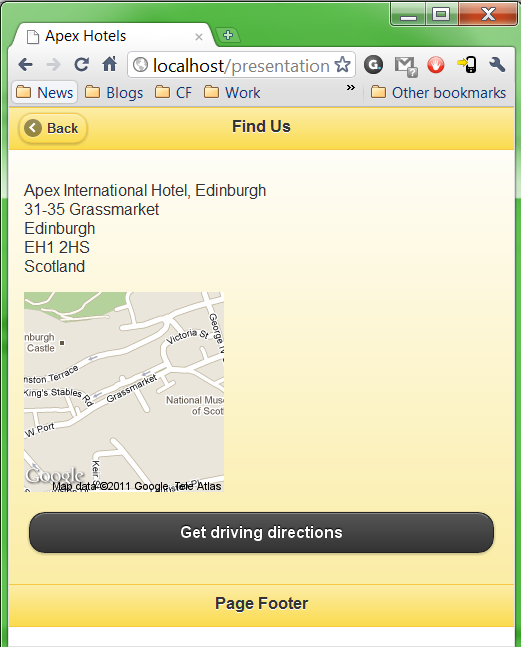 Apex Hotels
localhost/presentation
News Blogs CF Work » Other bookmarks
Back
Find Us
Apex International Hotel, Edinburgh
31-35 Grassmarket
Edinburgh
EH1 2HS
Scotland
George IV
Victoria St
nburgh
Castle
nston Terrace
King's Stables Rd
Grassmarket
National Muse
of Scot
W Port
Keir S
Google
Map data ©2011 Google, Tele Atlas
Get driving directions
Page Footer